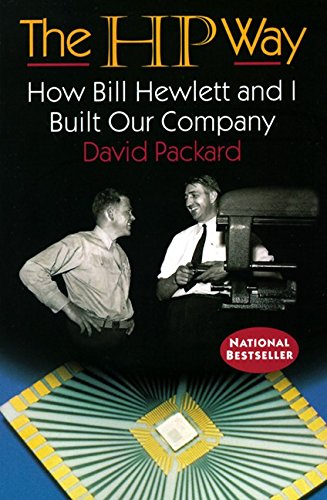 The HP Way
How Bill Hewlett and I
Built Our Company
David Packard
NATIONAL
BESTSELLER